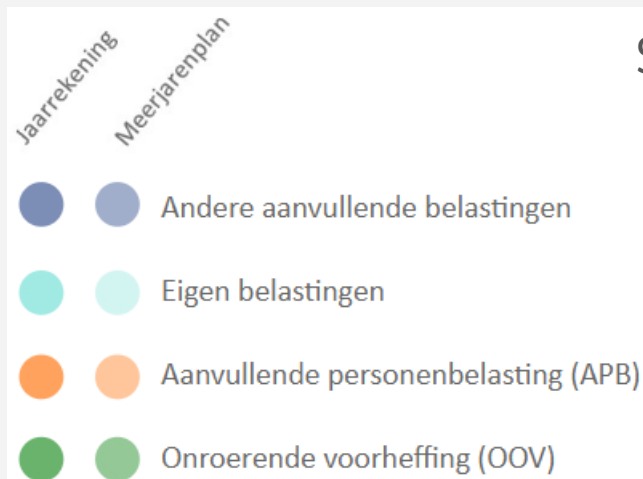 Jaarrekening
Meerjarenplan
Andere aanvullende belastingen
Eigen belastingen
Aanvullende personenbelasting (APB)
Onroerende voorheffing (OOV)